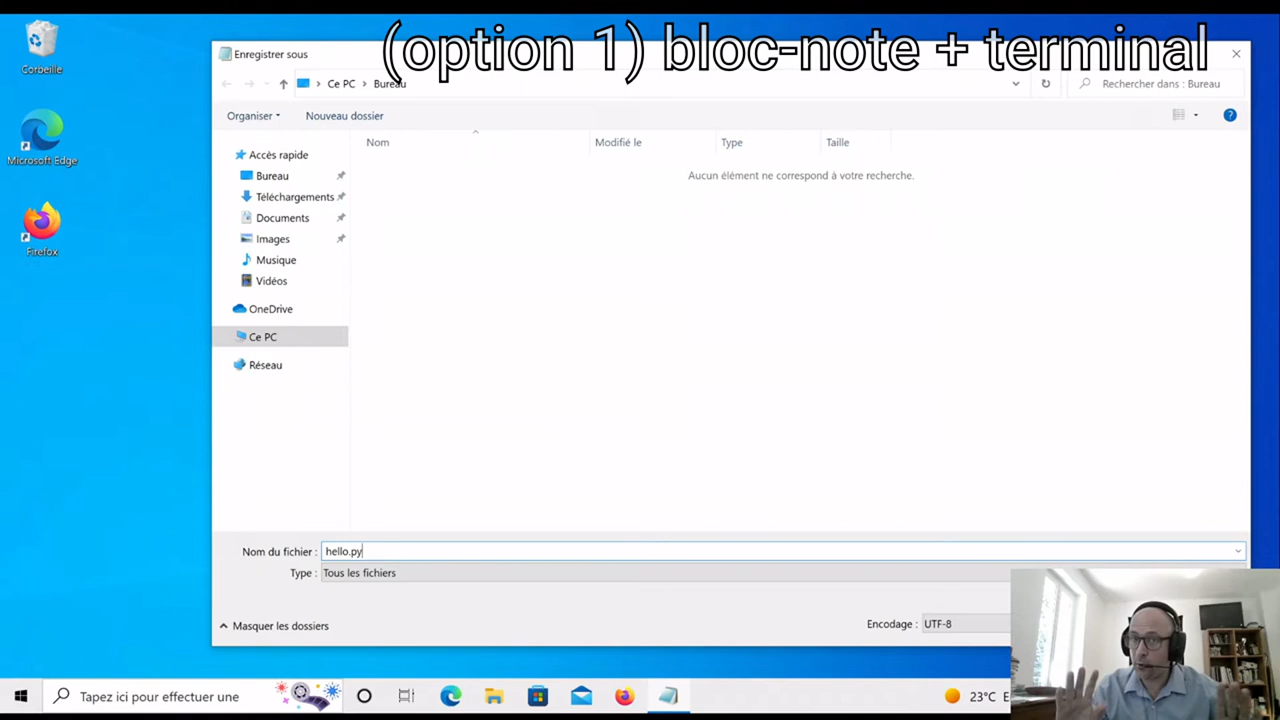 (option 1) bloc-note + terminal
Corbeille
Microsoft Edge
Firefox
Enregistrer sous
Ce PC
Bureau
Rechercher dans : Bureau
Organiser
Nouveau dossier
Nom
Modifié le
Type
Taille
Aucun élément ne correspond à votre recherche.
Accès rapide
Bureau
Téléchargements
Documents
Images
Musique
Vidéos
OneDrive
Ce PC
Réseau
Nom du fichier :
hello.py
Type :
Tous les fichiers
Masquer les dossiers
Encodage :
UTF-8
Tapez ici pour effectuer une
23°C